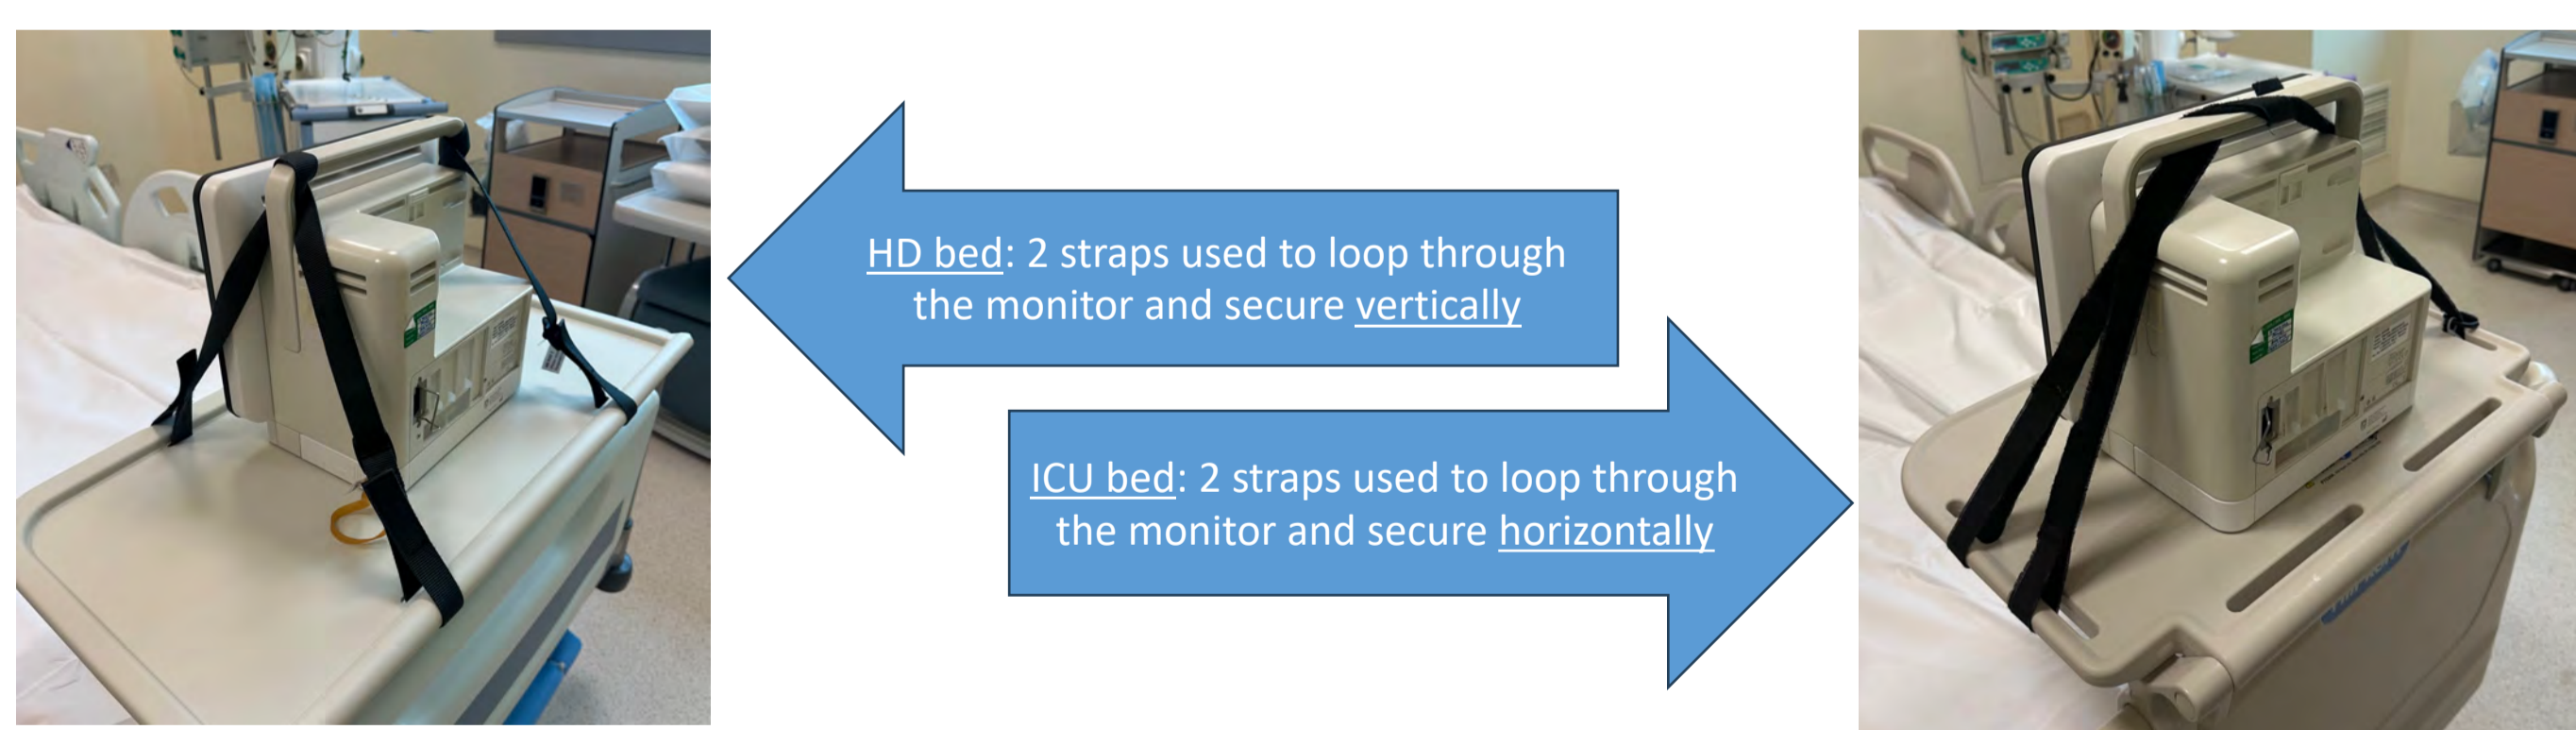 HD bed: 2 straps used to loop through
the monitor and secure vertically
ICU bed: 2 straps used to loop through
the monitor and secure horizontally